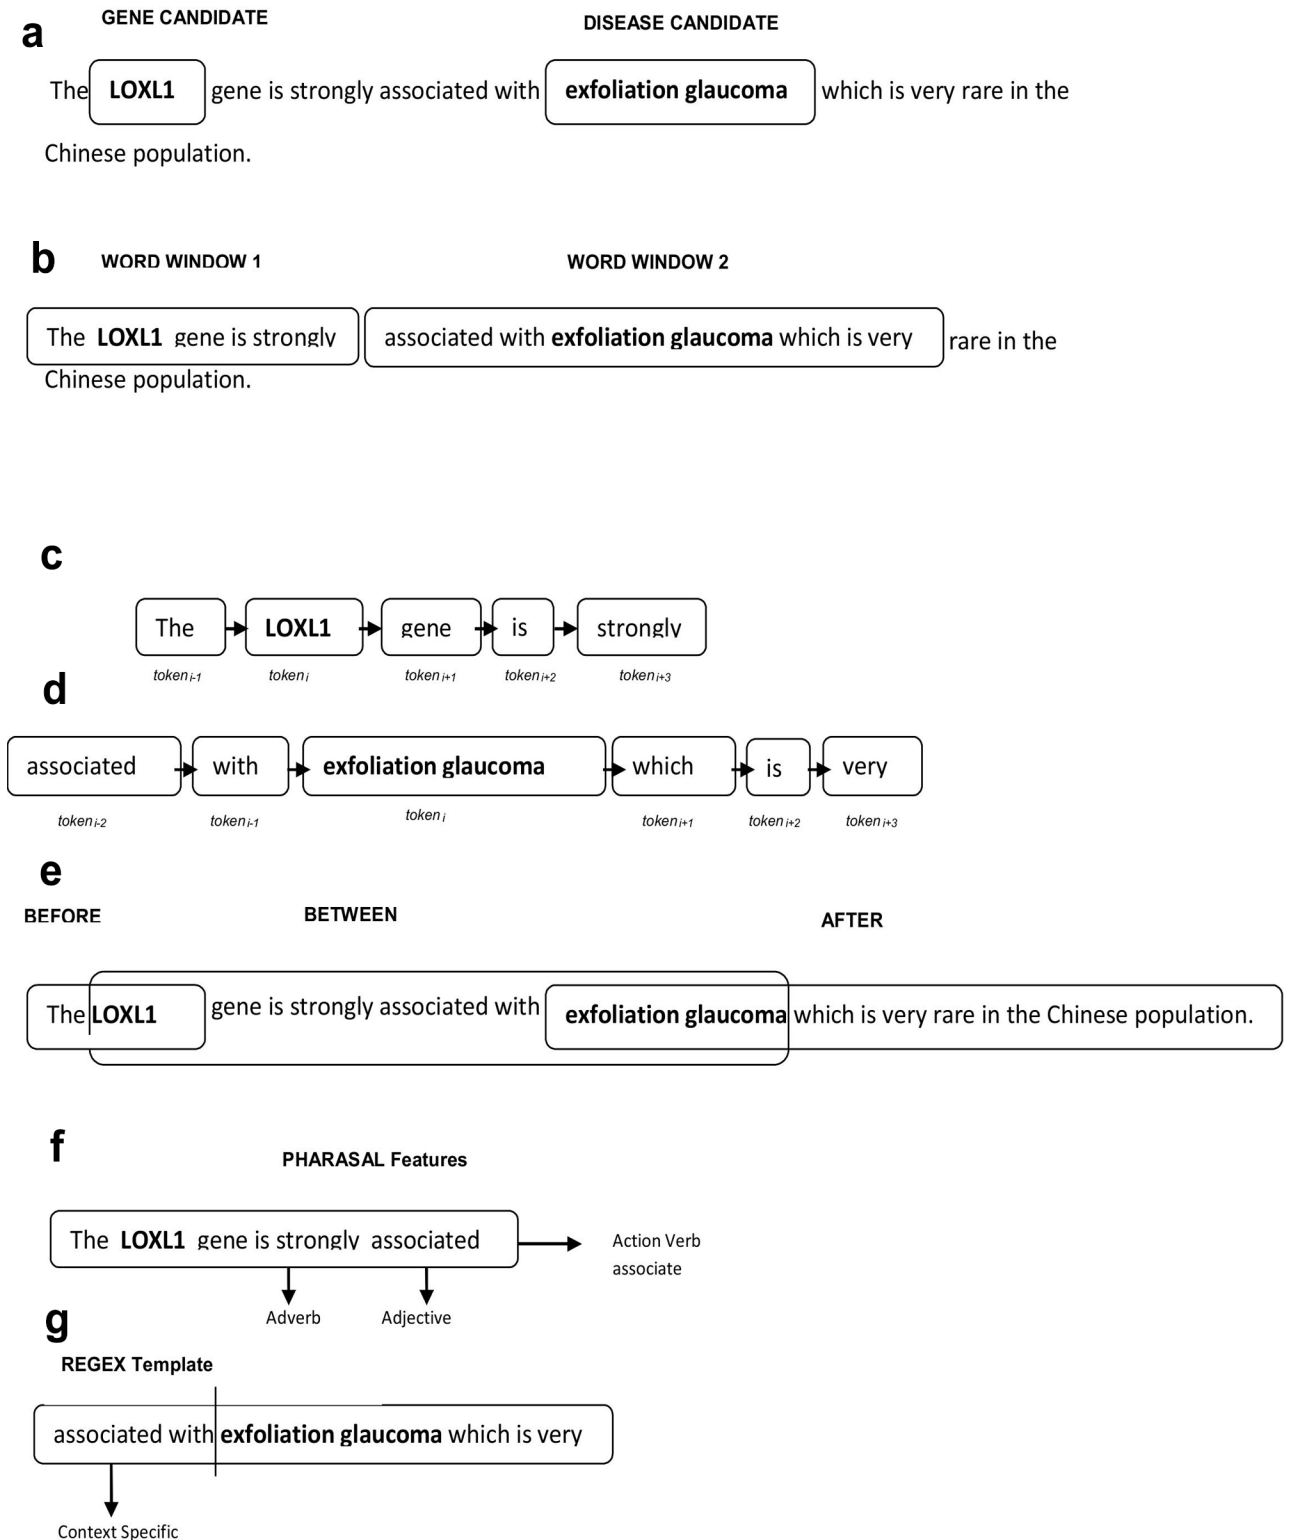 a
GENE CANDIDATE
DISEASE CANDIDATE
The LOXL1 gene is strongly associated with exfoliation glaucoma which is very rare in the
Chinese population.
b
WORD WINDOW 1
WORD WINDOW 2
The LOXL1 gene is strongly associated with exfoliation glaucoma which is very rare in the
Chinese population.
c
The LOXL1 gene is strongly
token i-1 token i token i+1 token i+2 token i+3
d
associated with exfoliation glaucoma which is very
token i-2 token i-1 token i token i+1 token i+2 token i+3
e
BEFORE BETWEEN AFTER
The LOXL1 gene is strongly associated with exfoliation glaucoma which is very rare in the Chinese population.
f
PHARASAL Features
The LOXL1 gene is strongly associated
Action Verb
associate
Adverb Adjective
g
REGEX Template
associated with exfoliation glaucoma which is very
Context Specific